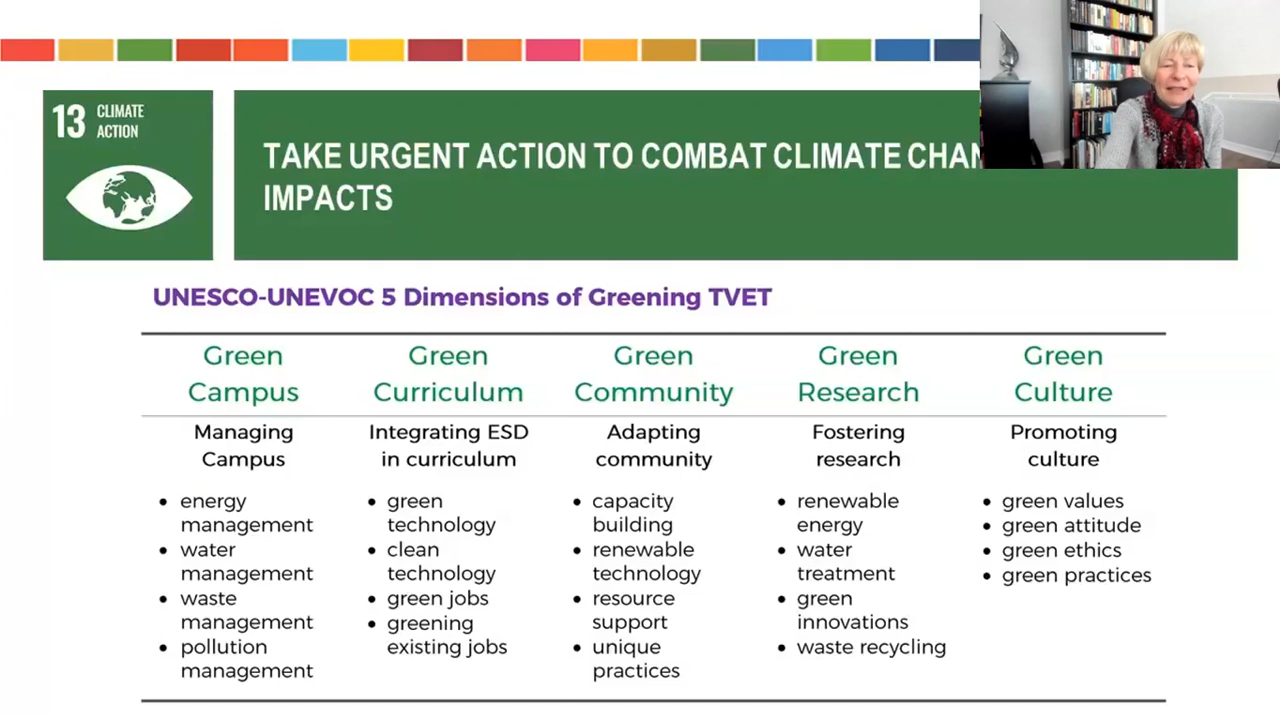 13 CLIMATE
ACTION
TAKE URGENT ACTION TO COMBAT CLIMATE
IMPACTS
UNESCO-UNEVOC 5 Dimensions of Greening TVET
Green
Campus
Managing
Campus
• energy
management
• water
management
• waste
management
• pollution
management
Green
Curriculum
Integrating ESD
in curriculum
• green
technology
• clean
technology
• green jobs
• greening
existing jobs
Green
Community
Adapting
community
• capacity
building
• renewable
technology
• resource
support
• unique
practices
Green
Research
Fostering
research
• renewable
energy
• water
treatment
• green
innovations
• waste recycling
Green
Culture
Promoting
culture
• green values
• green attitude
• green ethics
• green practices